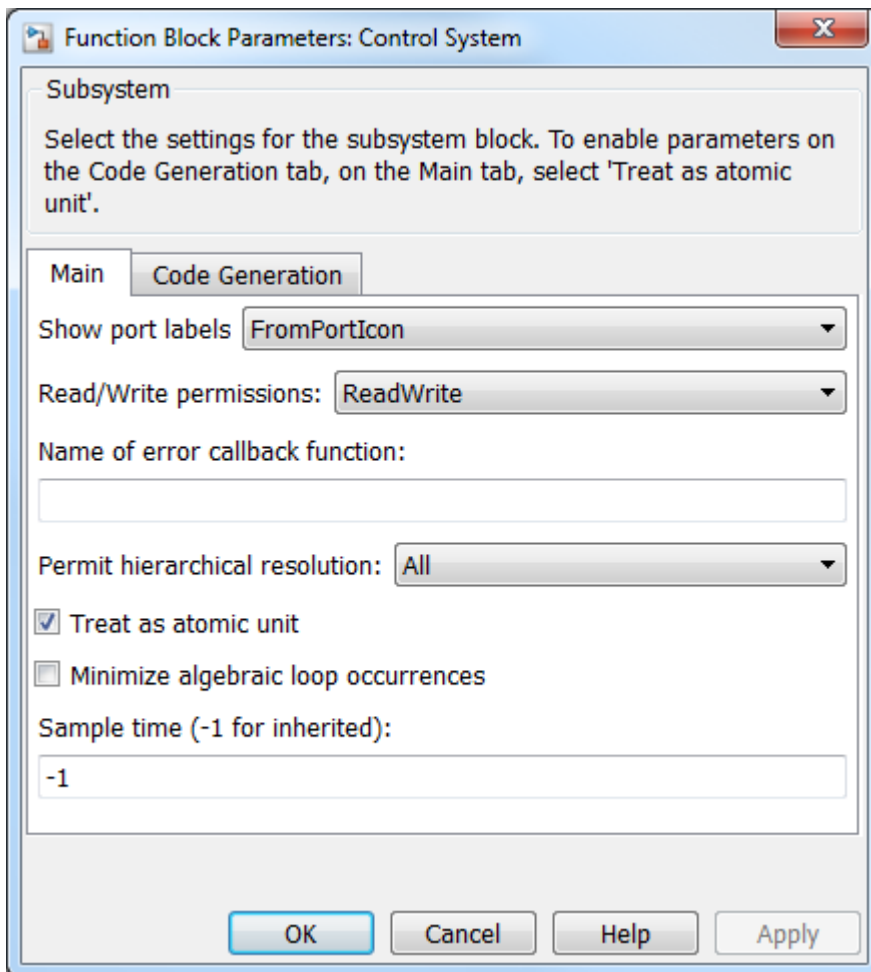 Function Block Parameters: Control System
Subsystem
Select the settings for the subsystem block. To enable parameters on
the Code Generation tab, on the Main tab, select 'Treat as atomic
unit'.
Main Code Generation
Show port labels FromPortIcon
Read/Write permissions: ReadWrite
Name of error callback function:
Permit hierarchical resolution: All
Treat as atomic unit
Minimize algebraic loop occurrences
Sample time (-1 for inherited):
-1
OK Cancel Help Apply